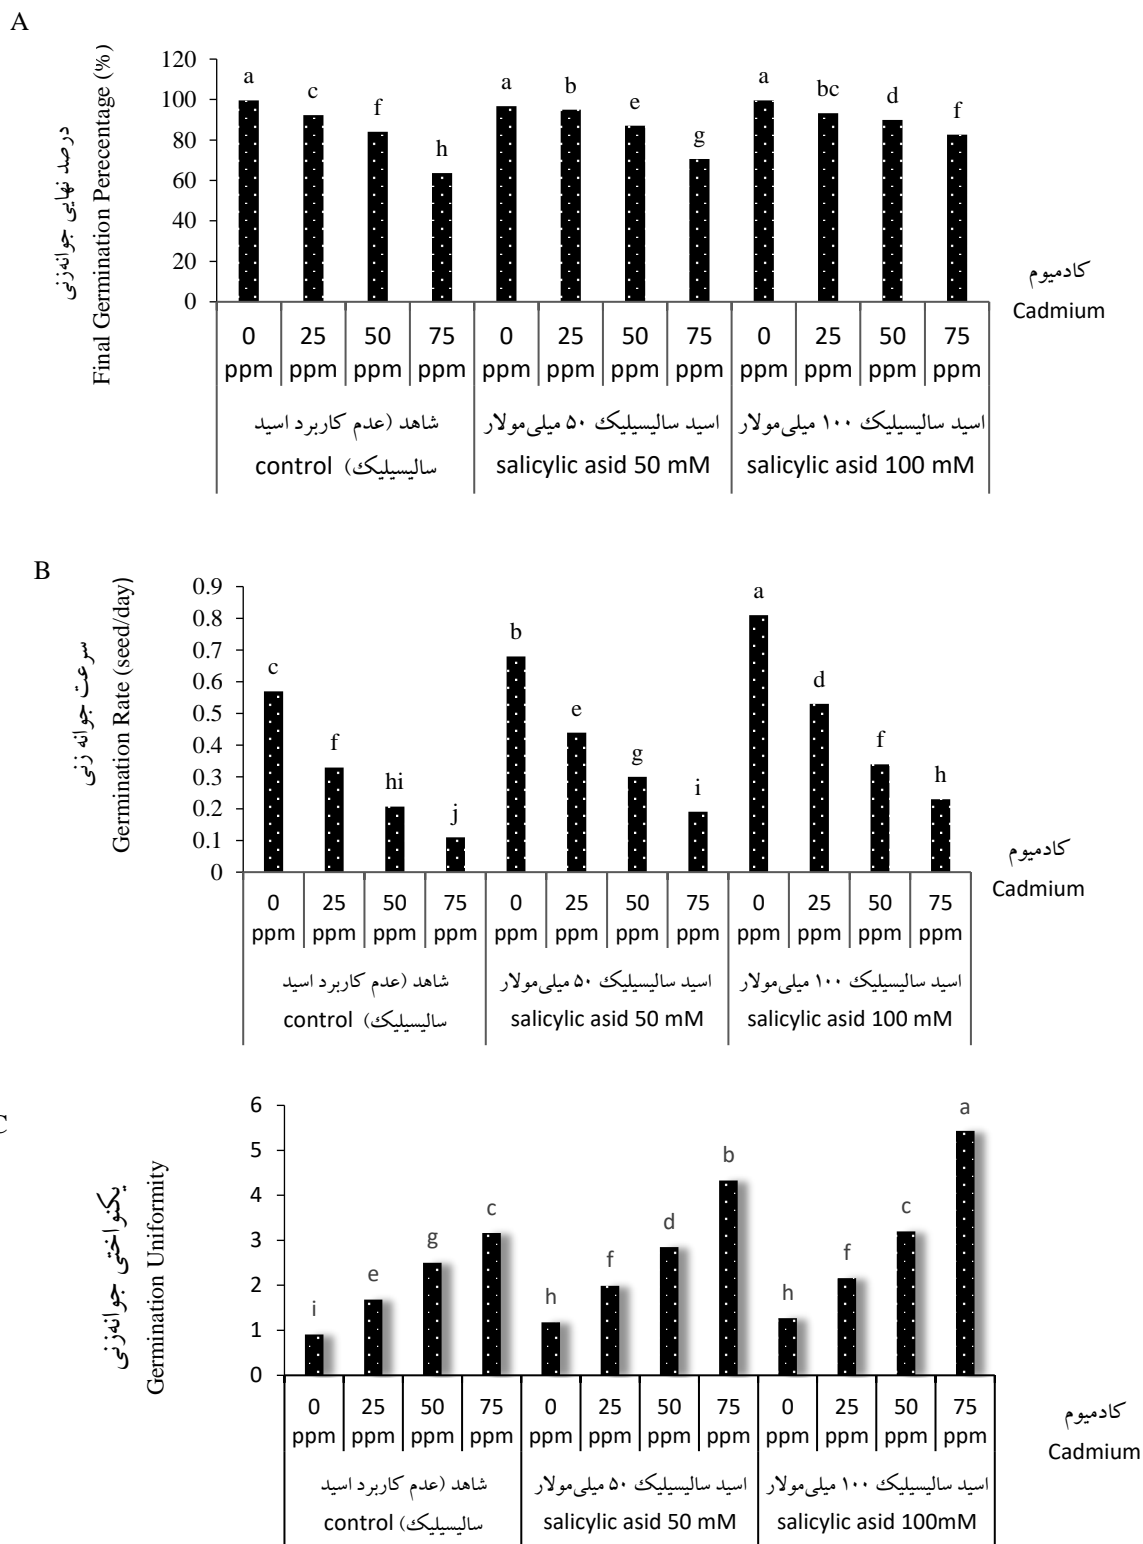 A
درصد نهایی جوانه‌زنی
Final Germination Perecentage (%)
120
100
80
60
40
20
0
a c f h a b e g a bc d f
0 25 50 75 0 25 50 75 0 25 50 75
ppm ppm ppm ppm ppm ppm ppm ppm ppm ppm ppm ppm
شاهد (عدم کاربرد اسید
سالیسیلیک) control
اسید سالیسیلیک ۵۰ میلی‌مولار
salicylic asid 50 mM
اسید سالیسیلیک ۱۰۰ میلی‌مولار
salicylic asid 100 mM
کادمیوم
Cadmium
B
سرعت جوانه زنی
Germination Rate (seed/day)
0.9
0.8
0.7
0.6
0.5
0.4
0.3
0.2
0.1
0
c f hi j b e g i a d f h
0 25 50 75 0 25 50 75 0 25 50 75
ppm ppm ppm ppm ppm ppm ppm ppm ppm ppm ppm ppm
شاهد (عدم کاربرد اسید
سالیسیلیک) control
اسید سالیسیلیک ۵۰ میلی‌مولار
salicylic asid 50 mM
اسید سالیسیلیک ۱۰۰ میلی‌مولار
salicylic asid 100 mM
کادمیوم
Cadmium
C
یکنواختی جوانه‌زنی
Germination Uniformity
6
5
4
3
2
1
0
i e g c h f d b h f c a
0 25 50 75 0 25 50 75 0 25 50 75
ppm ppm ppm ppm ppm ppm ppm ppm ppm ppm ppm ppm
شاهد (عدم کاربرد اسید
سالیسیلیک) control
اسید سالیسیلیک ۵۰ میلی‌مولار
salicylic asid 50 mM
اسید سالیسیلیک ۱۰۰ میلی‌مولار
salicylic asid 100mM
کادمیوم
Cadmium